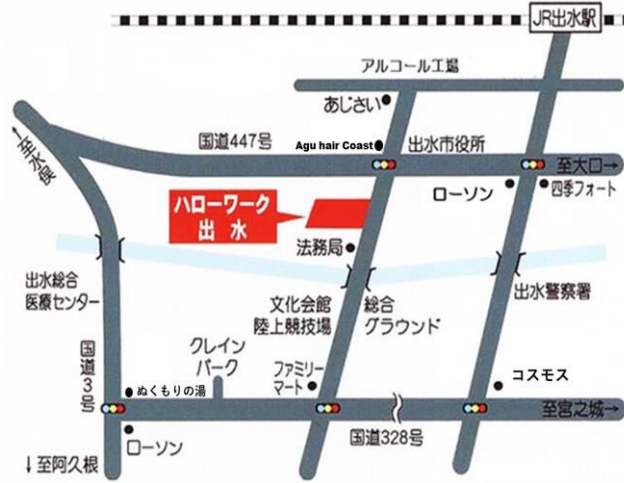 JR出水駅
アルコール工場
あじさい
Agu hair Coast
出水市役所
国道447号
至大口→
←至水俣
ローソン
四季フォート
ハローワーク
出水
法務局
出水総合
医療センター
文化会館
陸上競技場
総合
グラウンド
出水警察署
国道3号
クレイン
パーク
ファミリー
マート
コスモス
ぬくもりの湯
至宮之城→
ローソン
国道328号
↓至阿久根